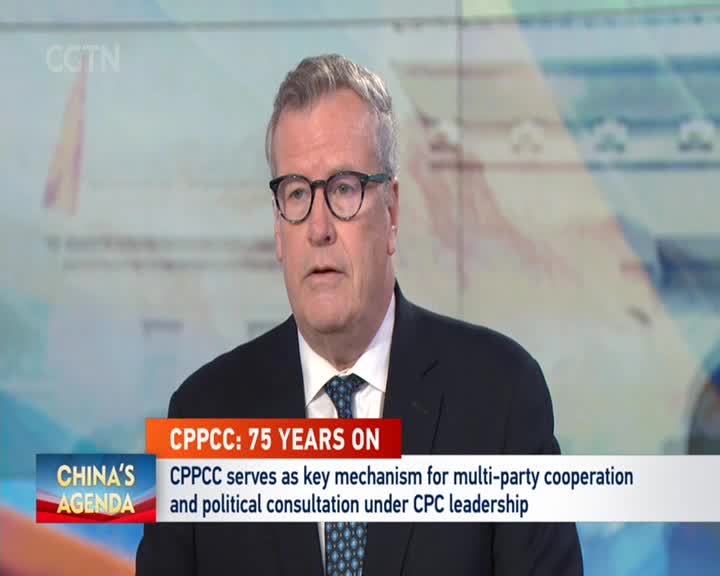 CGTN
CPPCC: 75 YEARS ON
CHINA'S
AGENDA
CPPCC serves as key mechanism for multi-party cooperation
and political consultation under CPC leadership